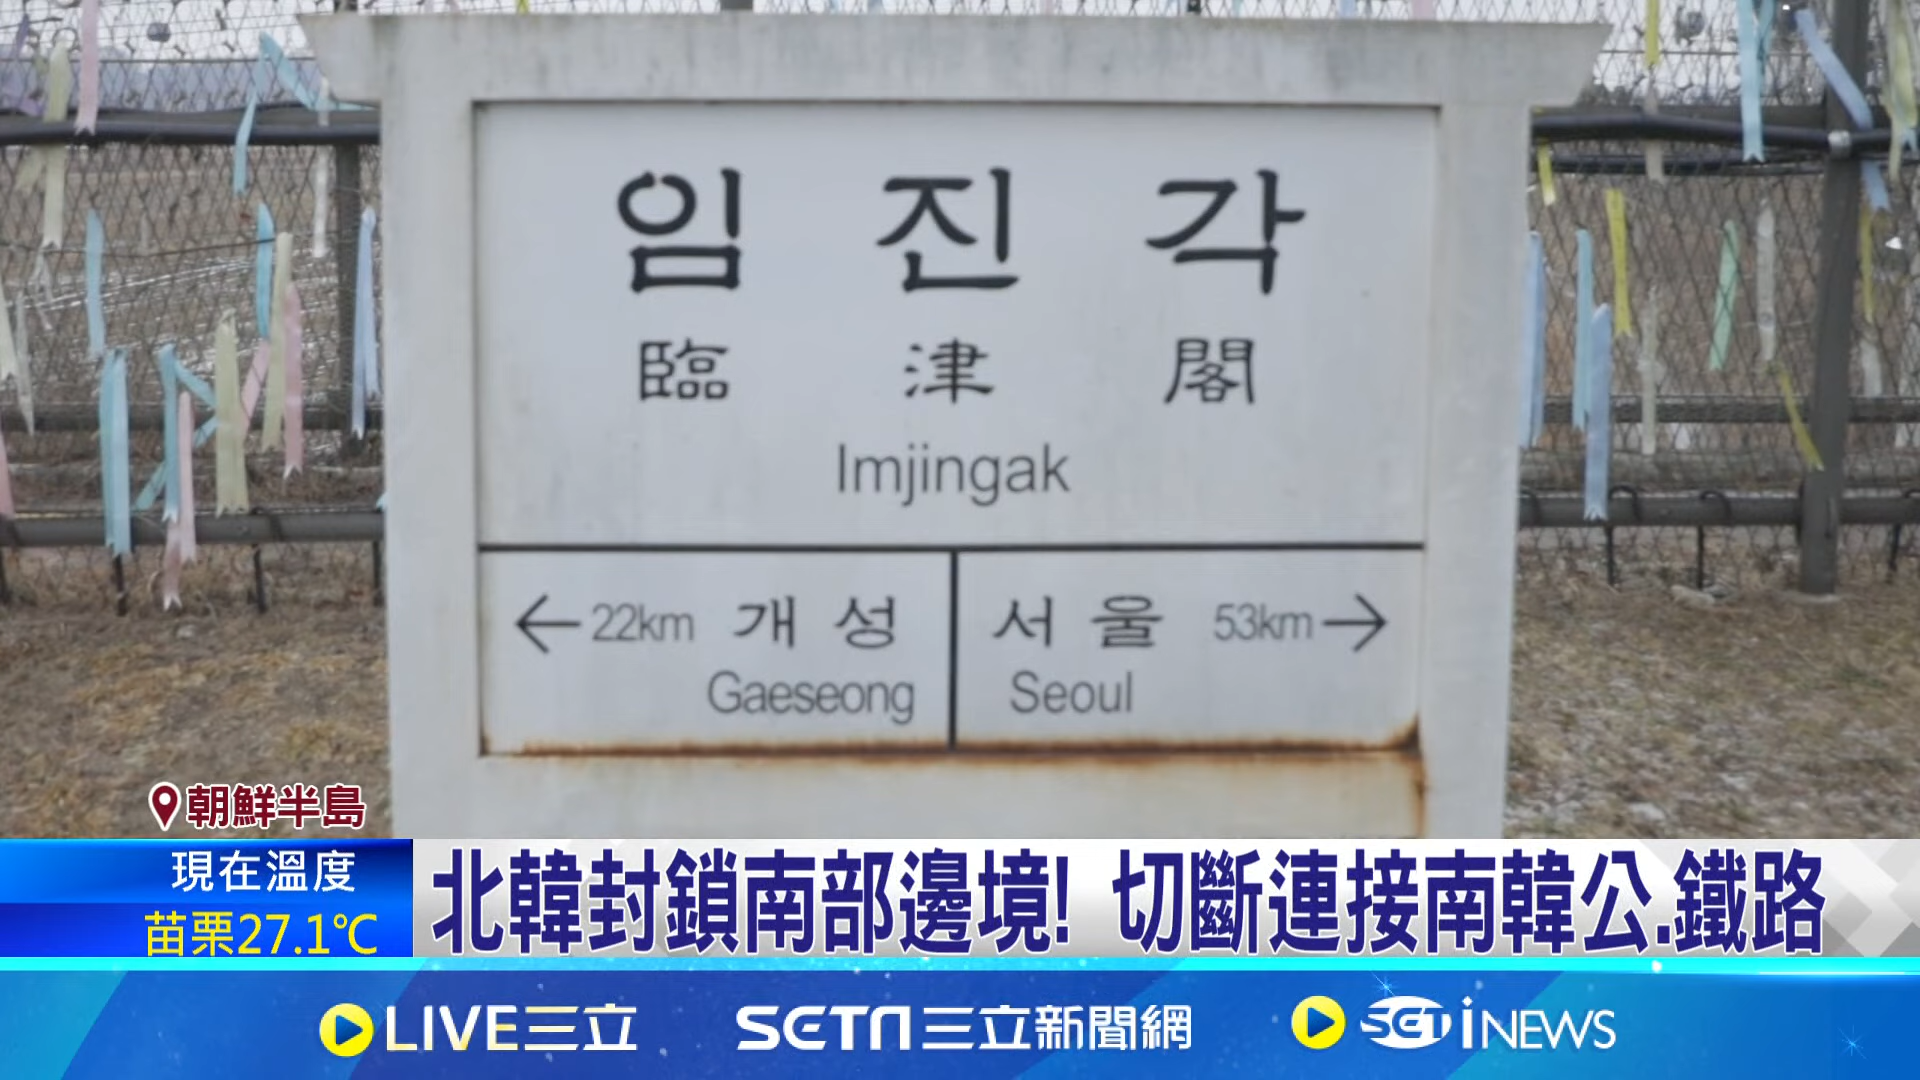 임 진 각
臨 津 閣
Imjingak
←22km 개 성
Gaeseong
서 울 53km→
Seoul
朝鮮半島
現在溫度
苗栗27.1℃
北韓封鎖南部邊境! 切斷連接南韓公.鐵路
LIVE三立
SETN三立新聞網
SET iNEWS